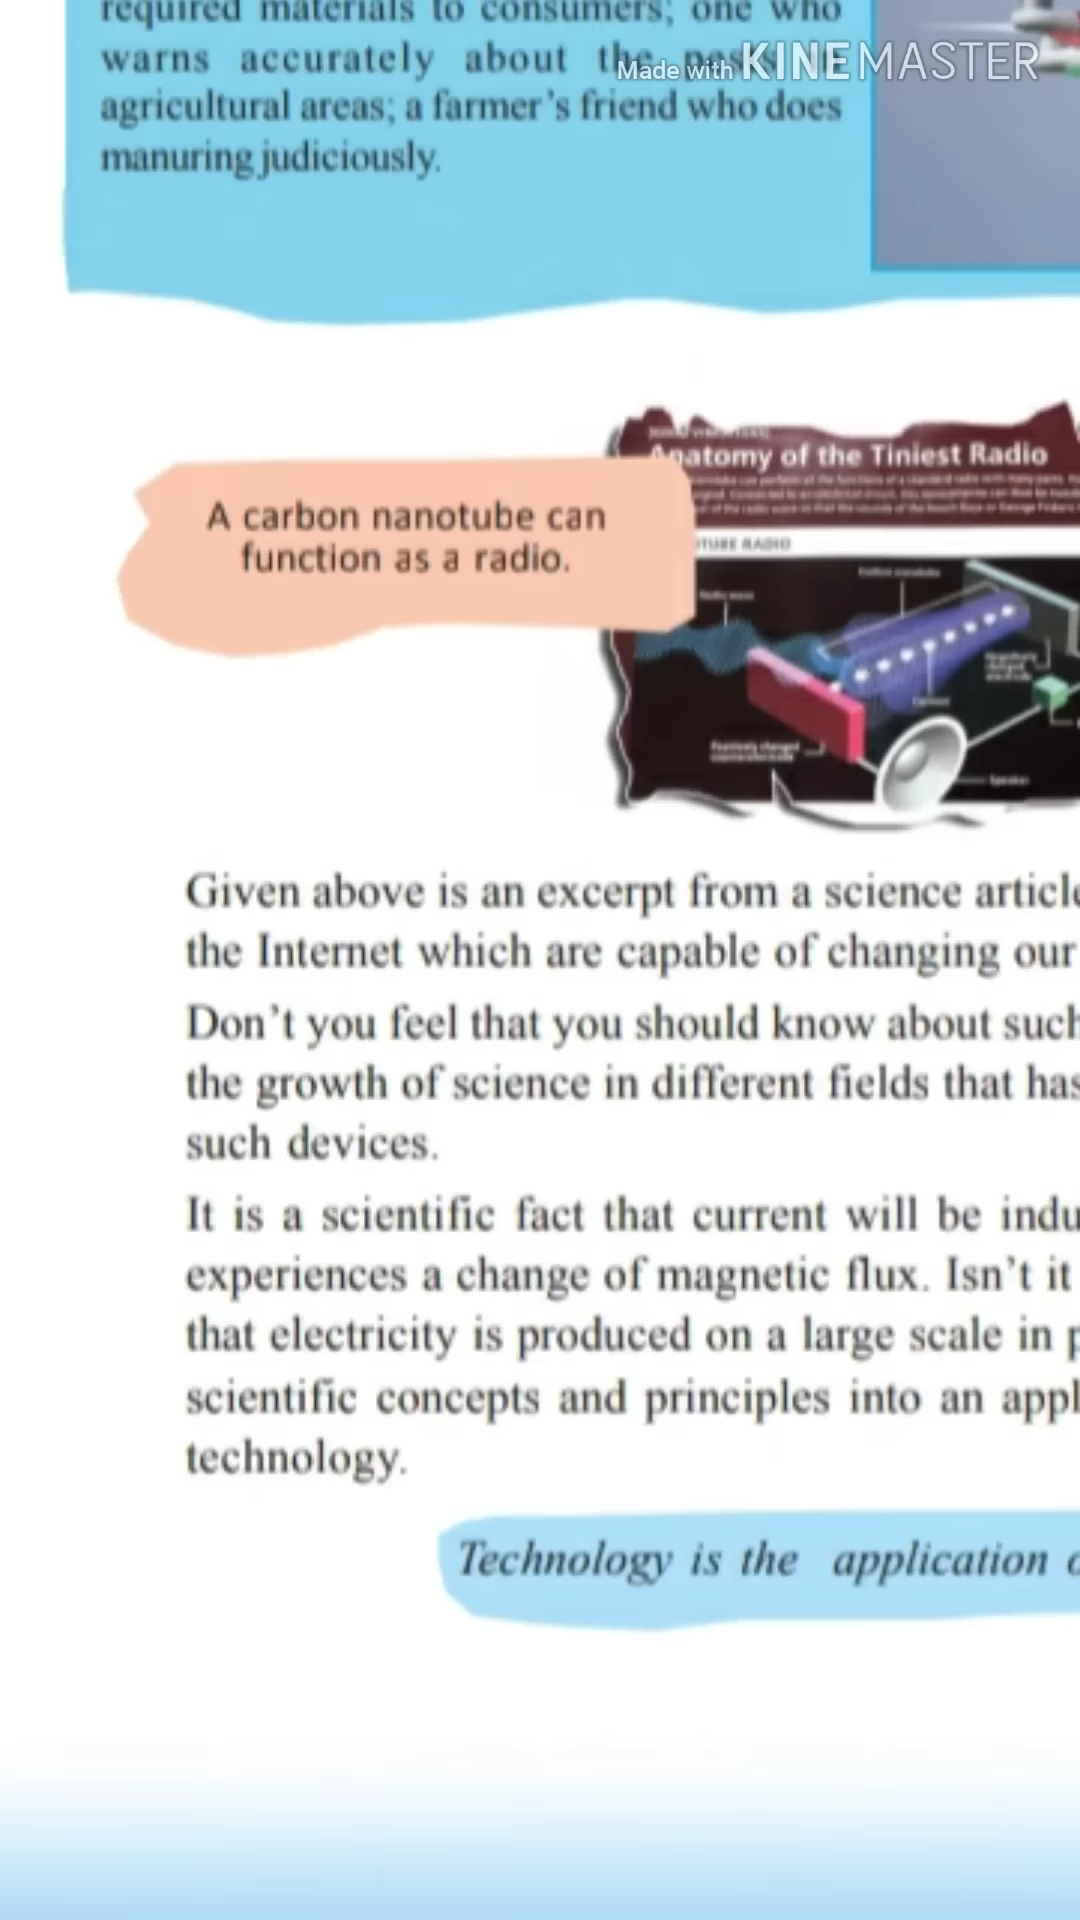 required materials to consumers; one who
warns accurately about the
Made with KINEMASTER
agricultural areas; a farmer's friend who does
manuring judiciously.
Anatomy of the Tiniest Radio
A carbon nanotube can
function as a radio.
RADIO
Speaker
Given above is an excerpt from a science article
the Internet which are capable of changing our
Don't you feel that you should know about such
the growth of science in different fields that has
such devices.
It is a scientific fact that current will be indu
experiences a change of magnetic flux. Isn't it
that electricity is produced on a large scale in p
scientific concepts and principles into an appl
technology.
Technology is the application o